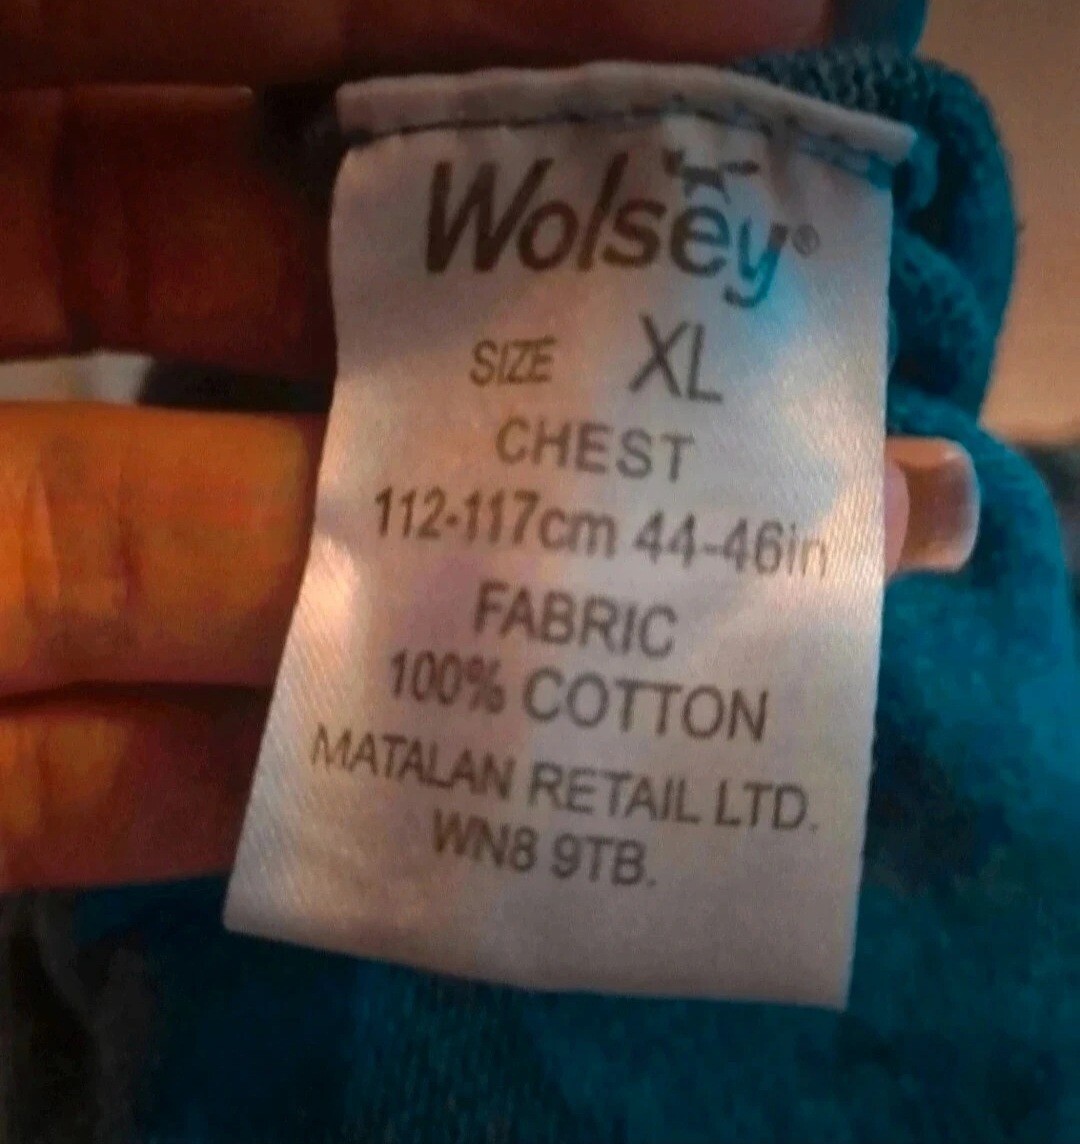 Wolsey®
SIZE XL
CHEST
112-117cm 44-46in
FABRIC
100% COTTON
MATALAN RETAIL LTD.
WN8 9TB.